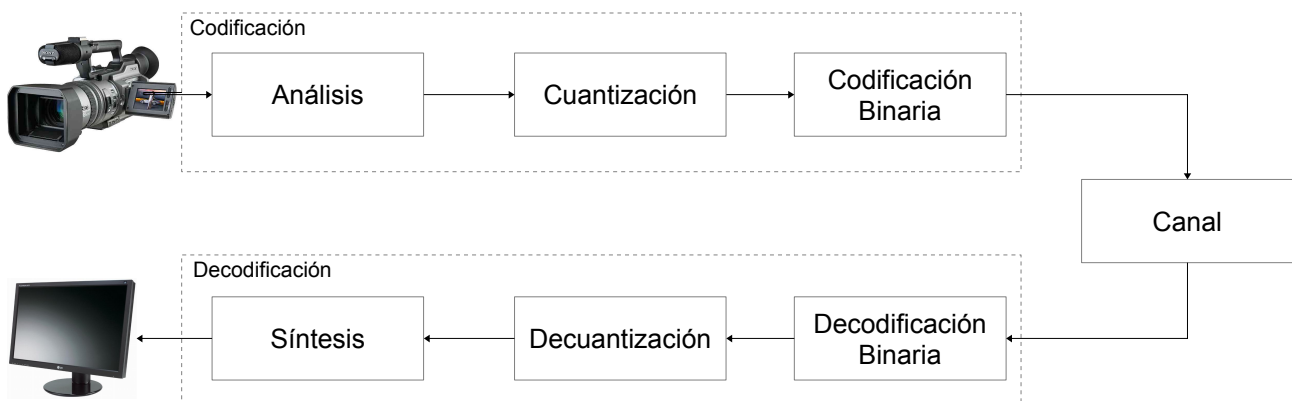 Codificación
Análisis
Cuantización
Codificación
Binaria
Canal
Decodificación
Síntesis
Decuantización
Decodificación
Binaria